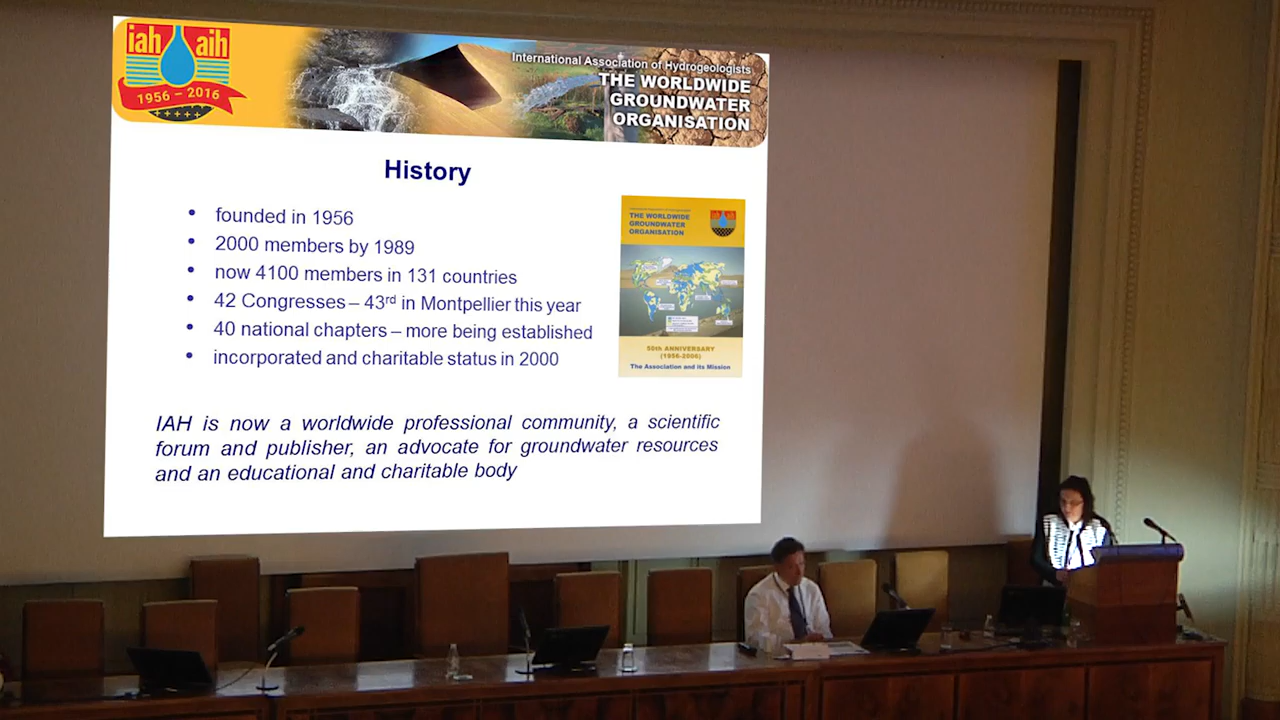 iah aih
1956 – 2016
International Association of Hydrogeologists
THE WORLDWIDE
GROUNDWATER
ORGANISATION
History
• founded in 1956
• 2000 members by 1989
• now 4100 members in 131 countries
• 42 Congresses – 43rd in Montpellier this year
• 40 national chapters – more being established
• incorporated and charitable status in 2000
THE WORLDWIDE
GROUNDWATER
ORGANISATION
50th ANNIVERSARY
(1956-2006)
The Association and its Mission
IAH is now a worldwide professional community, a scientific
forum and publisher, an advocate for groundwater resources
and an educational and charitable body